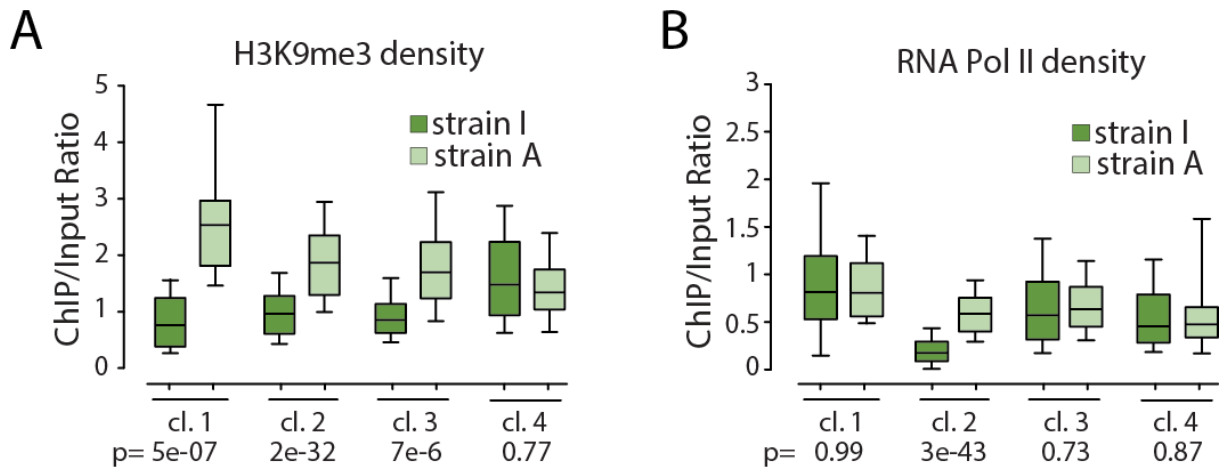 A
H3K9me3 density
ChIP/Input Ratio
5
4
3
2
1
0
strain I
strain A
cl. 1 cl. 2 cl. 3 cl. 4
p= 5e-07 2e-32 7e-6 0.77
B
RNA Pol II density
ChIP/Input Ratio
3
2.5
2
1.5
1
0.5
0
strain I
strain A
cl. 1 cl. 2 cl. 3 cl. 4
p= 0.99 3e-43 0.73 0.87